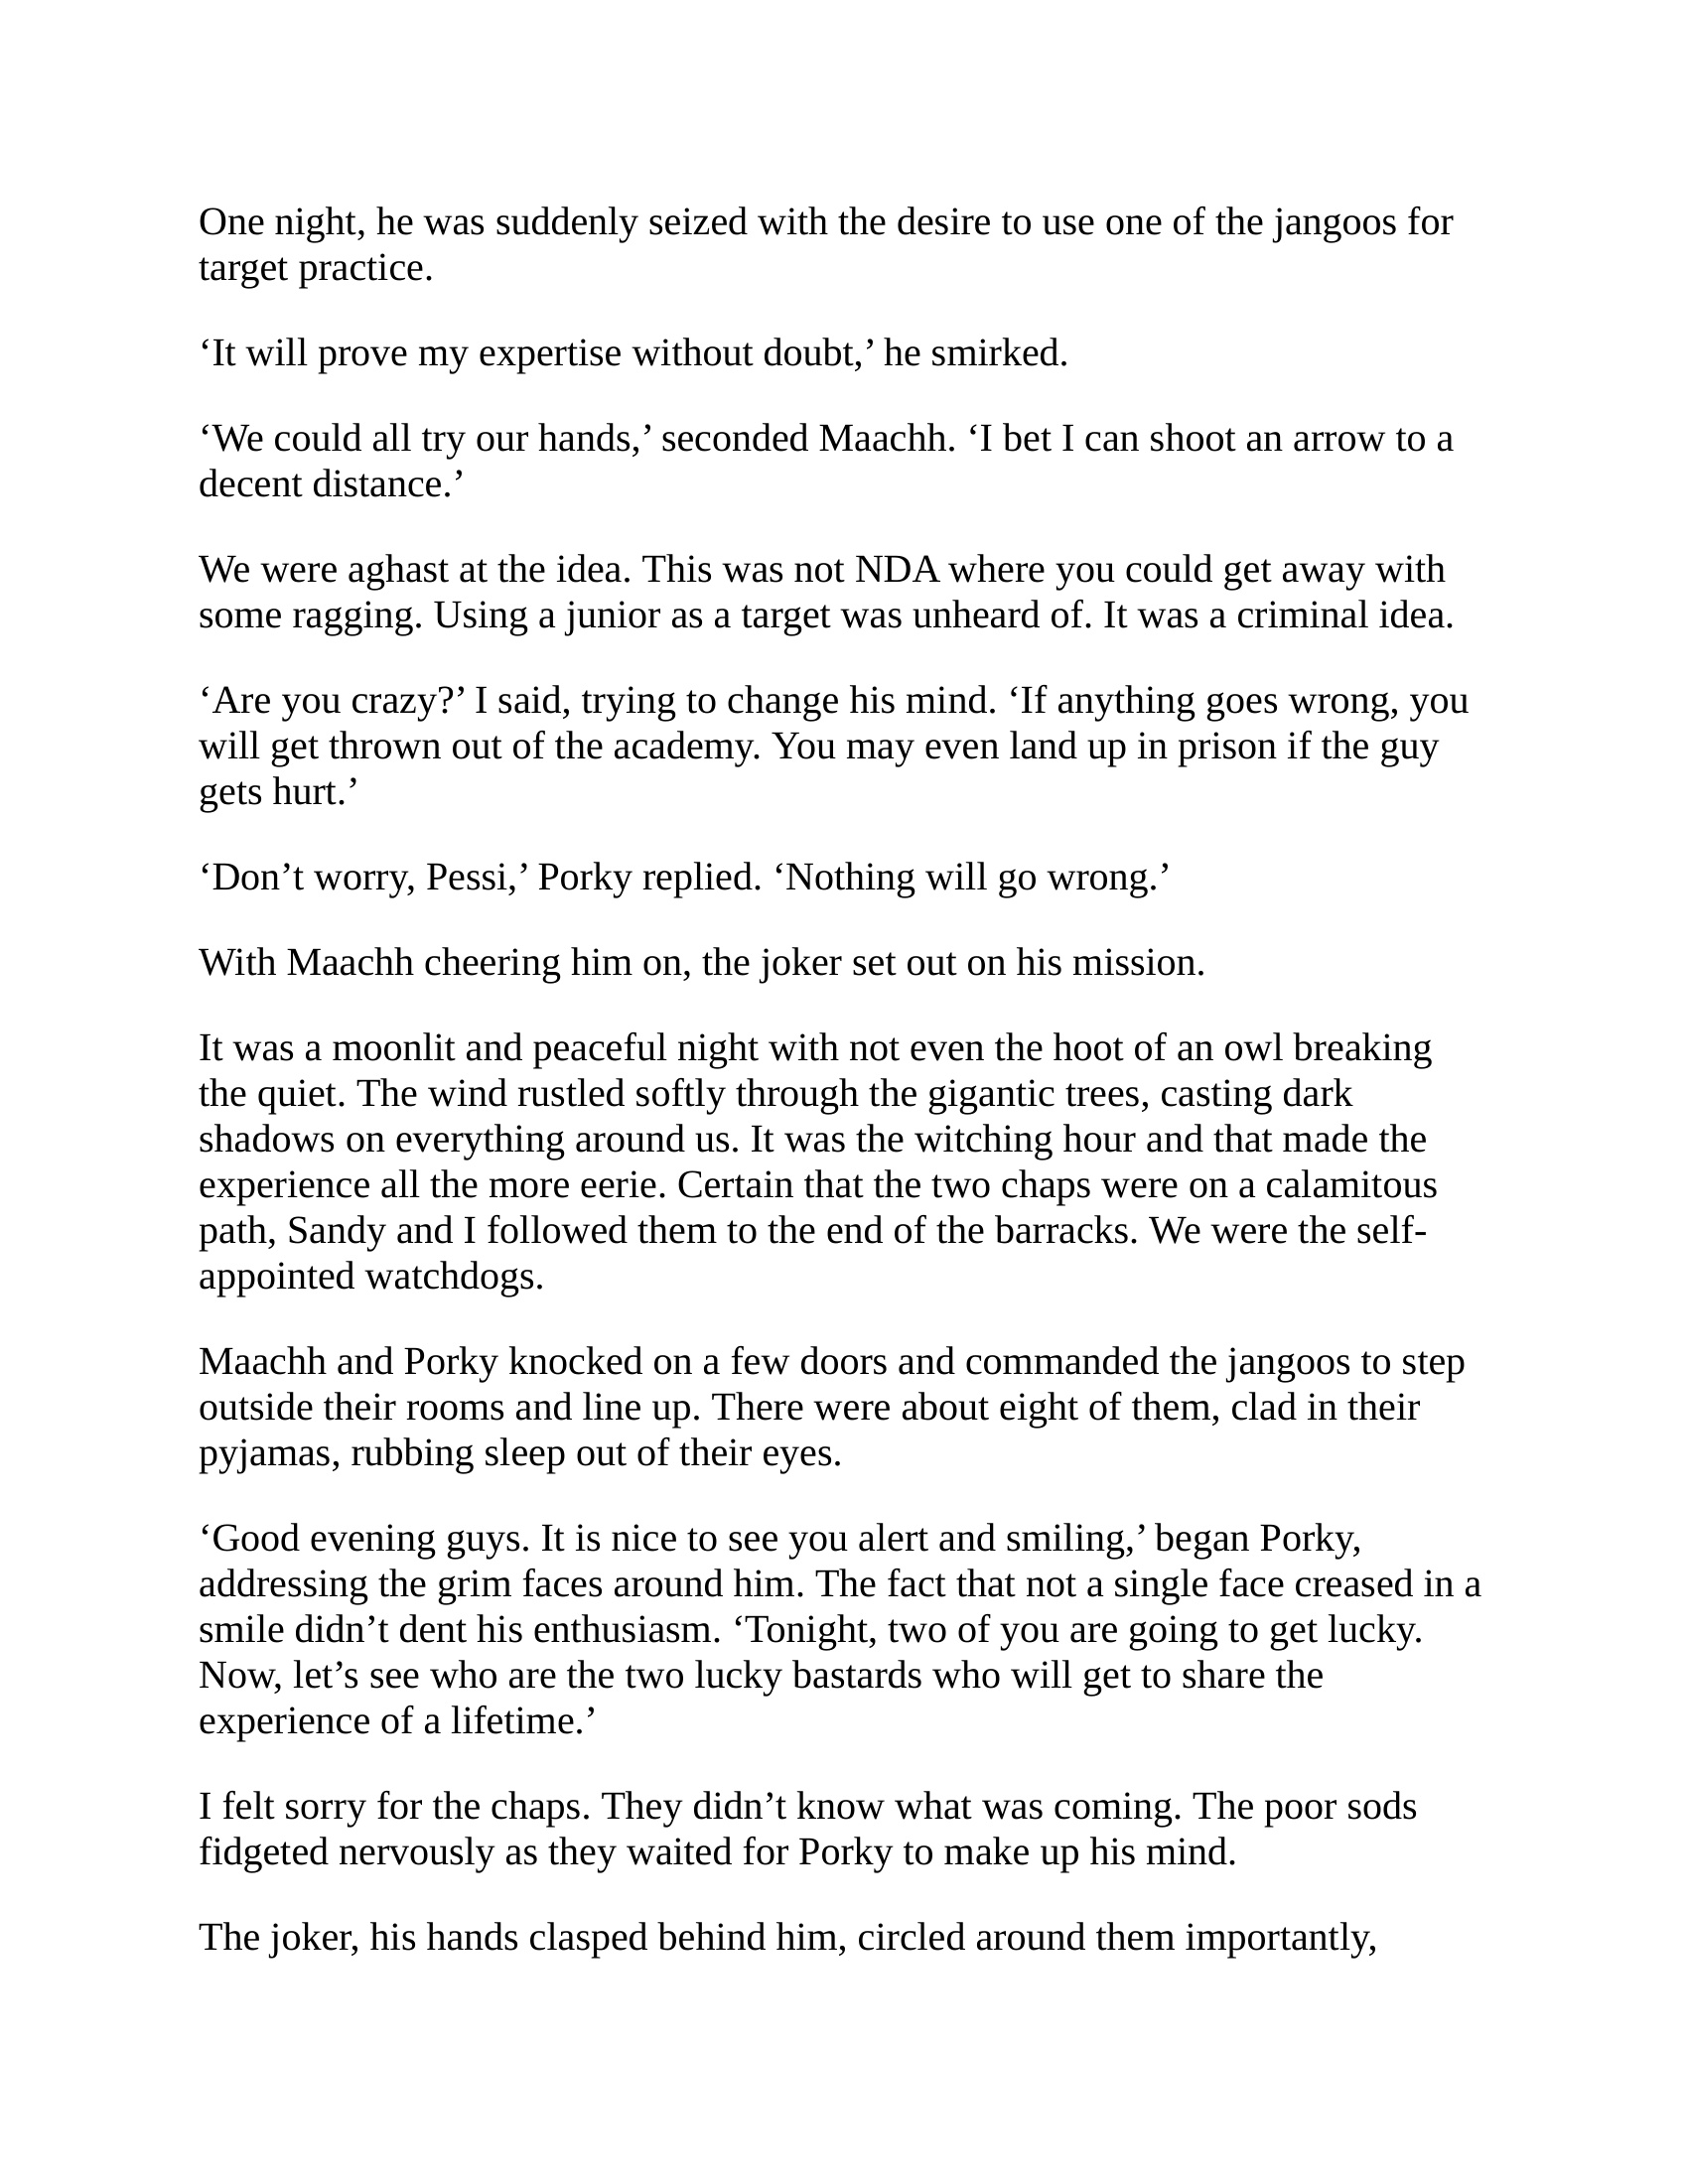 One night, he was suddenly seized with the desire to use one of the jangoos for
target practice.
‘It will prove my expertise without doubt,’ he smirked.
‘We could all try our hands,’ seconded Maachh. ‘I bet I can shoot an arrow to a
decent distance.’
We were aghast at the idea. This was not NDA where you could get away with
some ragging. Using a junior as a target was unheard of. It was a criminal idea.
‘Are you crazy?’ I said, trying to change his mind. ‘If anything goes wrong, you
will get thrown out of the academy. You may even land up in prison if the guy
gets hurt.’
‘Don’t worry, Pessi,’ Porky replied. ‘Nothing will go wrong.’
With Maachh cheering him on, the joker set out on his mission.
It was a moonlit and peaceful night with not even the hoot of an owl breaking
the quiet. The wind rustled softly through the gigantic trees, casting dark
shadows on everything around us. It was the witching hour and that made the
experience all the more eerie. Certain that the two chaps were on a calamitous
path, Sandy and I followed them to the end of the barracks. We were the self-
appointed watchdogs.
Maachh and Porky knocked on a few doors and commanded the jangoos to step
outside their rooms and line up. There were about eight of them, clad in their
pyjamas, rubbing sleep out of their eyes.
‘Good evening guys. It is nice to see you alert and smiling,’ began Porky,
addressing the grim faces around him. The fact that not a single face creased in a
smile didn’t dent his enthusiasm. ‘Tonight, two of you are going to get lucky.
Now, let’s see who are the two lucky bastards who will get to share the
experience of a lifetime.’
I felt sorry for the chaps. They didn’t know what was coming. The poor sods
fidgeted nervously as they waited for Porky to make up his mind.
The joker, his hands clasped behind him, circled around them importantly,